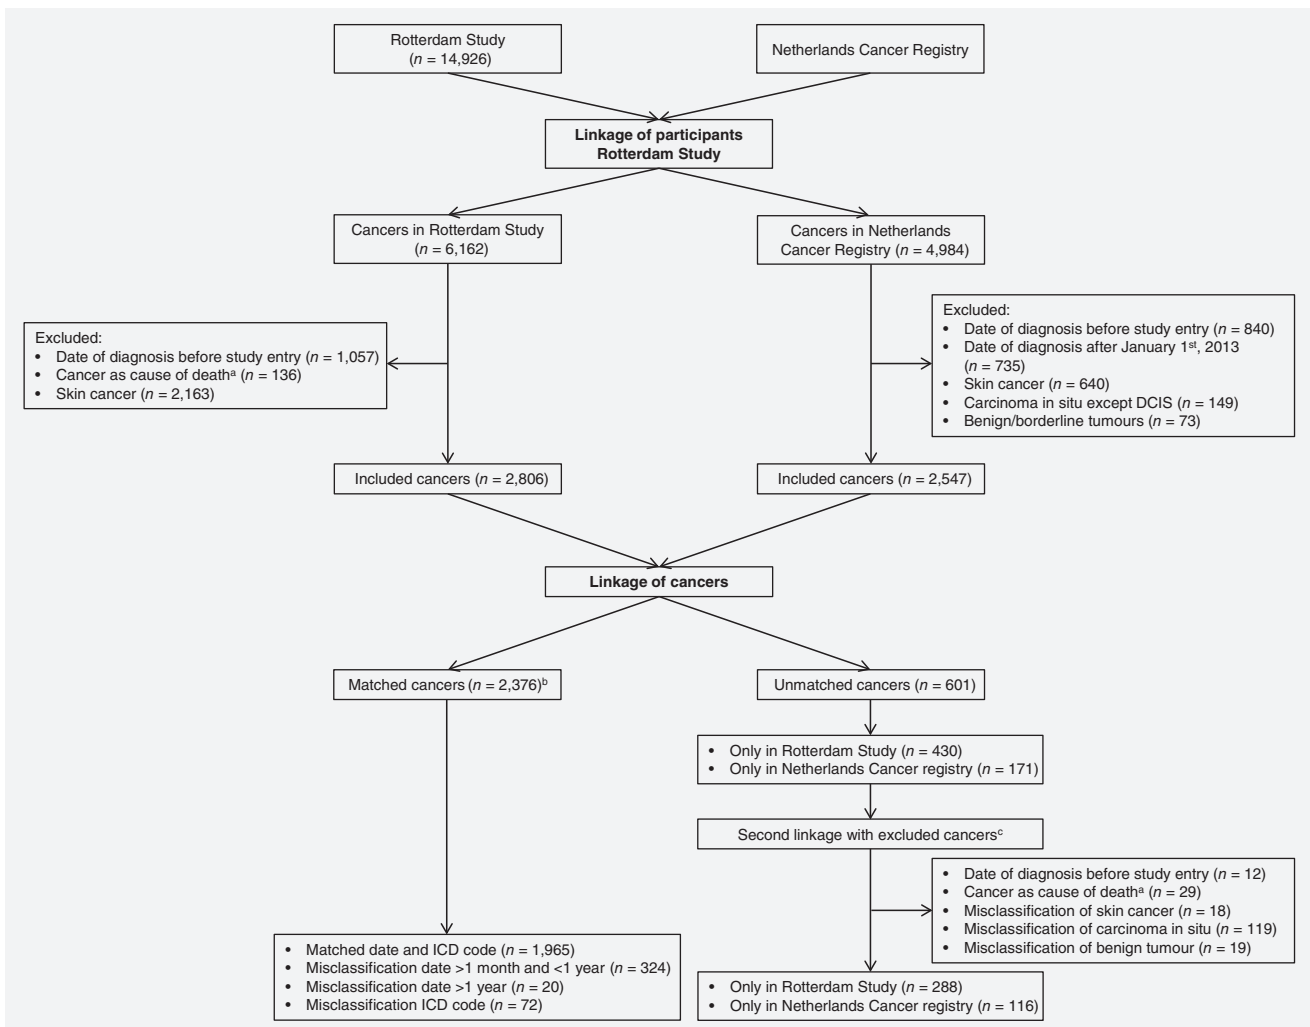 Rotterdam Study
(n = 14,926)
Netherlands Cancer Registry
Linkage of participants
Rotterdam Study
Cancers in Rotterdam Study
(n = 6,162)
Cancers in Netherlands
Cancer Registry (n = 4,984)
Excluded:
• Date of diagnosis before study entry (n = 1,057)
• Cancer as cause of deathᵃ (n = 136)
• Skin cancer (n = 2,163)
Excluded:
• Date of diagnosis before study entry (n = 840)
• Date of diagnosis after January 1ˢᵗ, 2013
(n = 735)
• Skin cancer (n = 640)
• Carcinoma in situ except DCIS (n = 149)
• Benign/borderline tumours (n = 73)
Included cancers (n = 2,806)
Included cancers (n = 2,547)
Linkage of cancers
Matched cancers (n = 2,376)ᵇ
Unmatched cancers (n = 601)
• Only in Rotterdam Study (n = 430)
• Only in Netherlands Cancer registry (n = 171)
Second linkage with excluded cancersᶜ
• Date of diagnosis before study entry (n = 12)
• Cancer as cause of deathᵃ (n = 29)
• Misclassification of skin cancer (n = 18)
• Misclassification of carcinoma in situ (n = 119)
• Misclassification of benign tumour (n = 19)
• Matched date and ICD code (n = 1,965)
• Misclassification date >1 month and <1 year (n = 324)
• Misclassification date >1 year (n = 20)
• Misclassification ICD code (n = 72)
• Only in Rotterdam Study (n = 288)
• Only in Netherlands Cancer registry (n = 116)